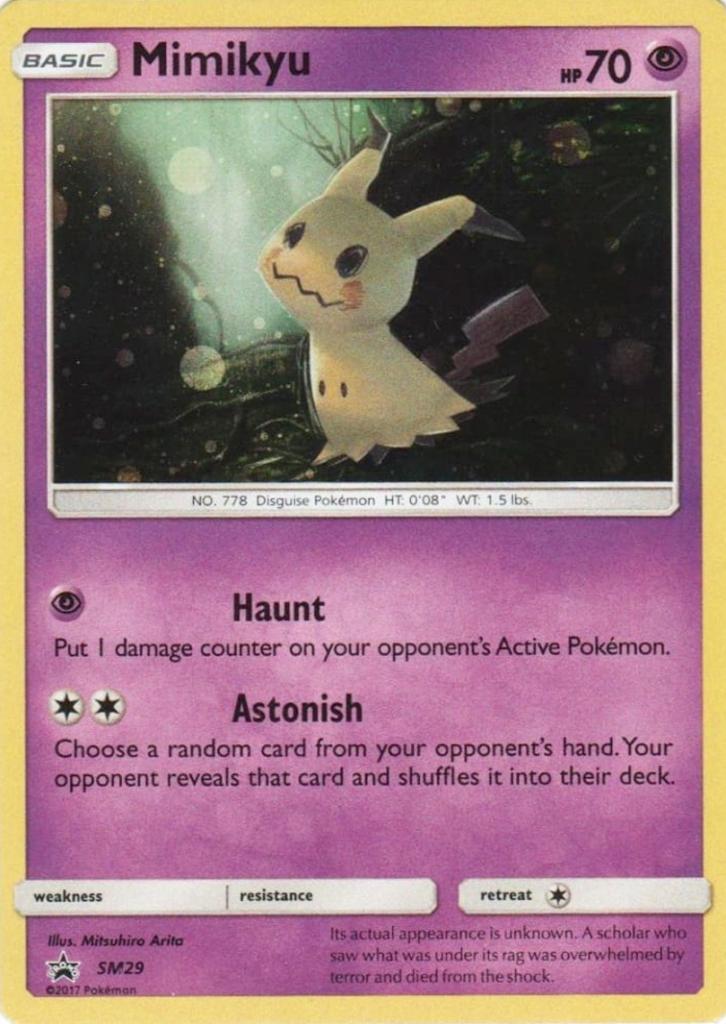 BASIC Mimikyu HP 70
NO. 778 Disguise Pokémon HT: 0'08" WT: 1.5 lbs.
Haunt
Put 1 damage counter on your opponent's Active Pokémon.
Astonish
Choose a random card from your opponent's hand. Your
opponent reveals that card and shuffles it into their deck.
weakness resistance retreat
Illus. Mitsuhiro Arita
SM29
©2017 Pokémon
Its actual appearance is unknown. A scholar who
saw what was under its rag was overwhelmed by
terror and died from the shock.